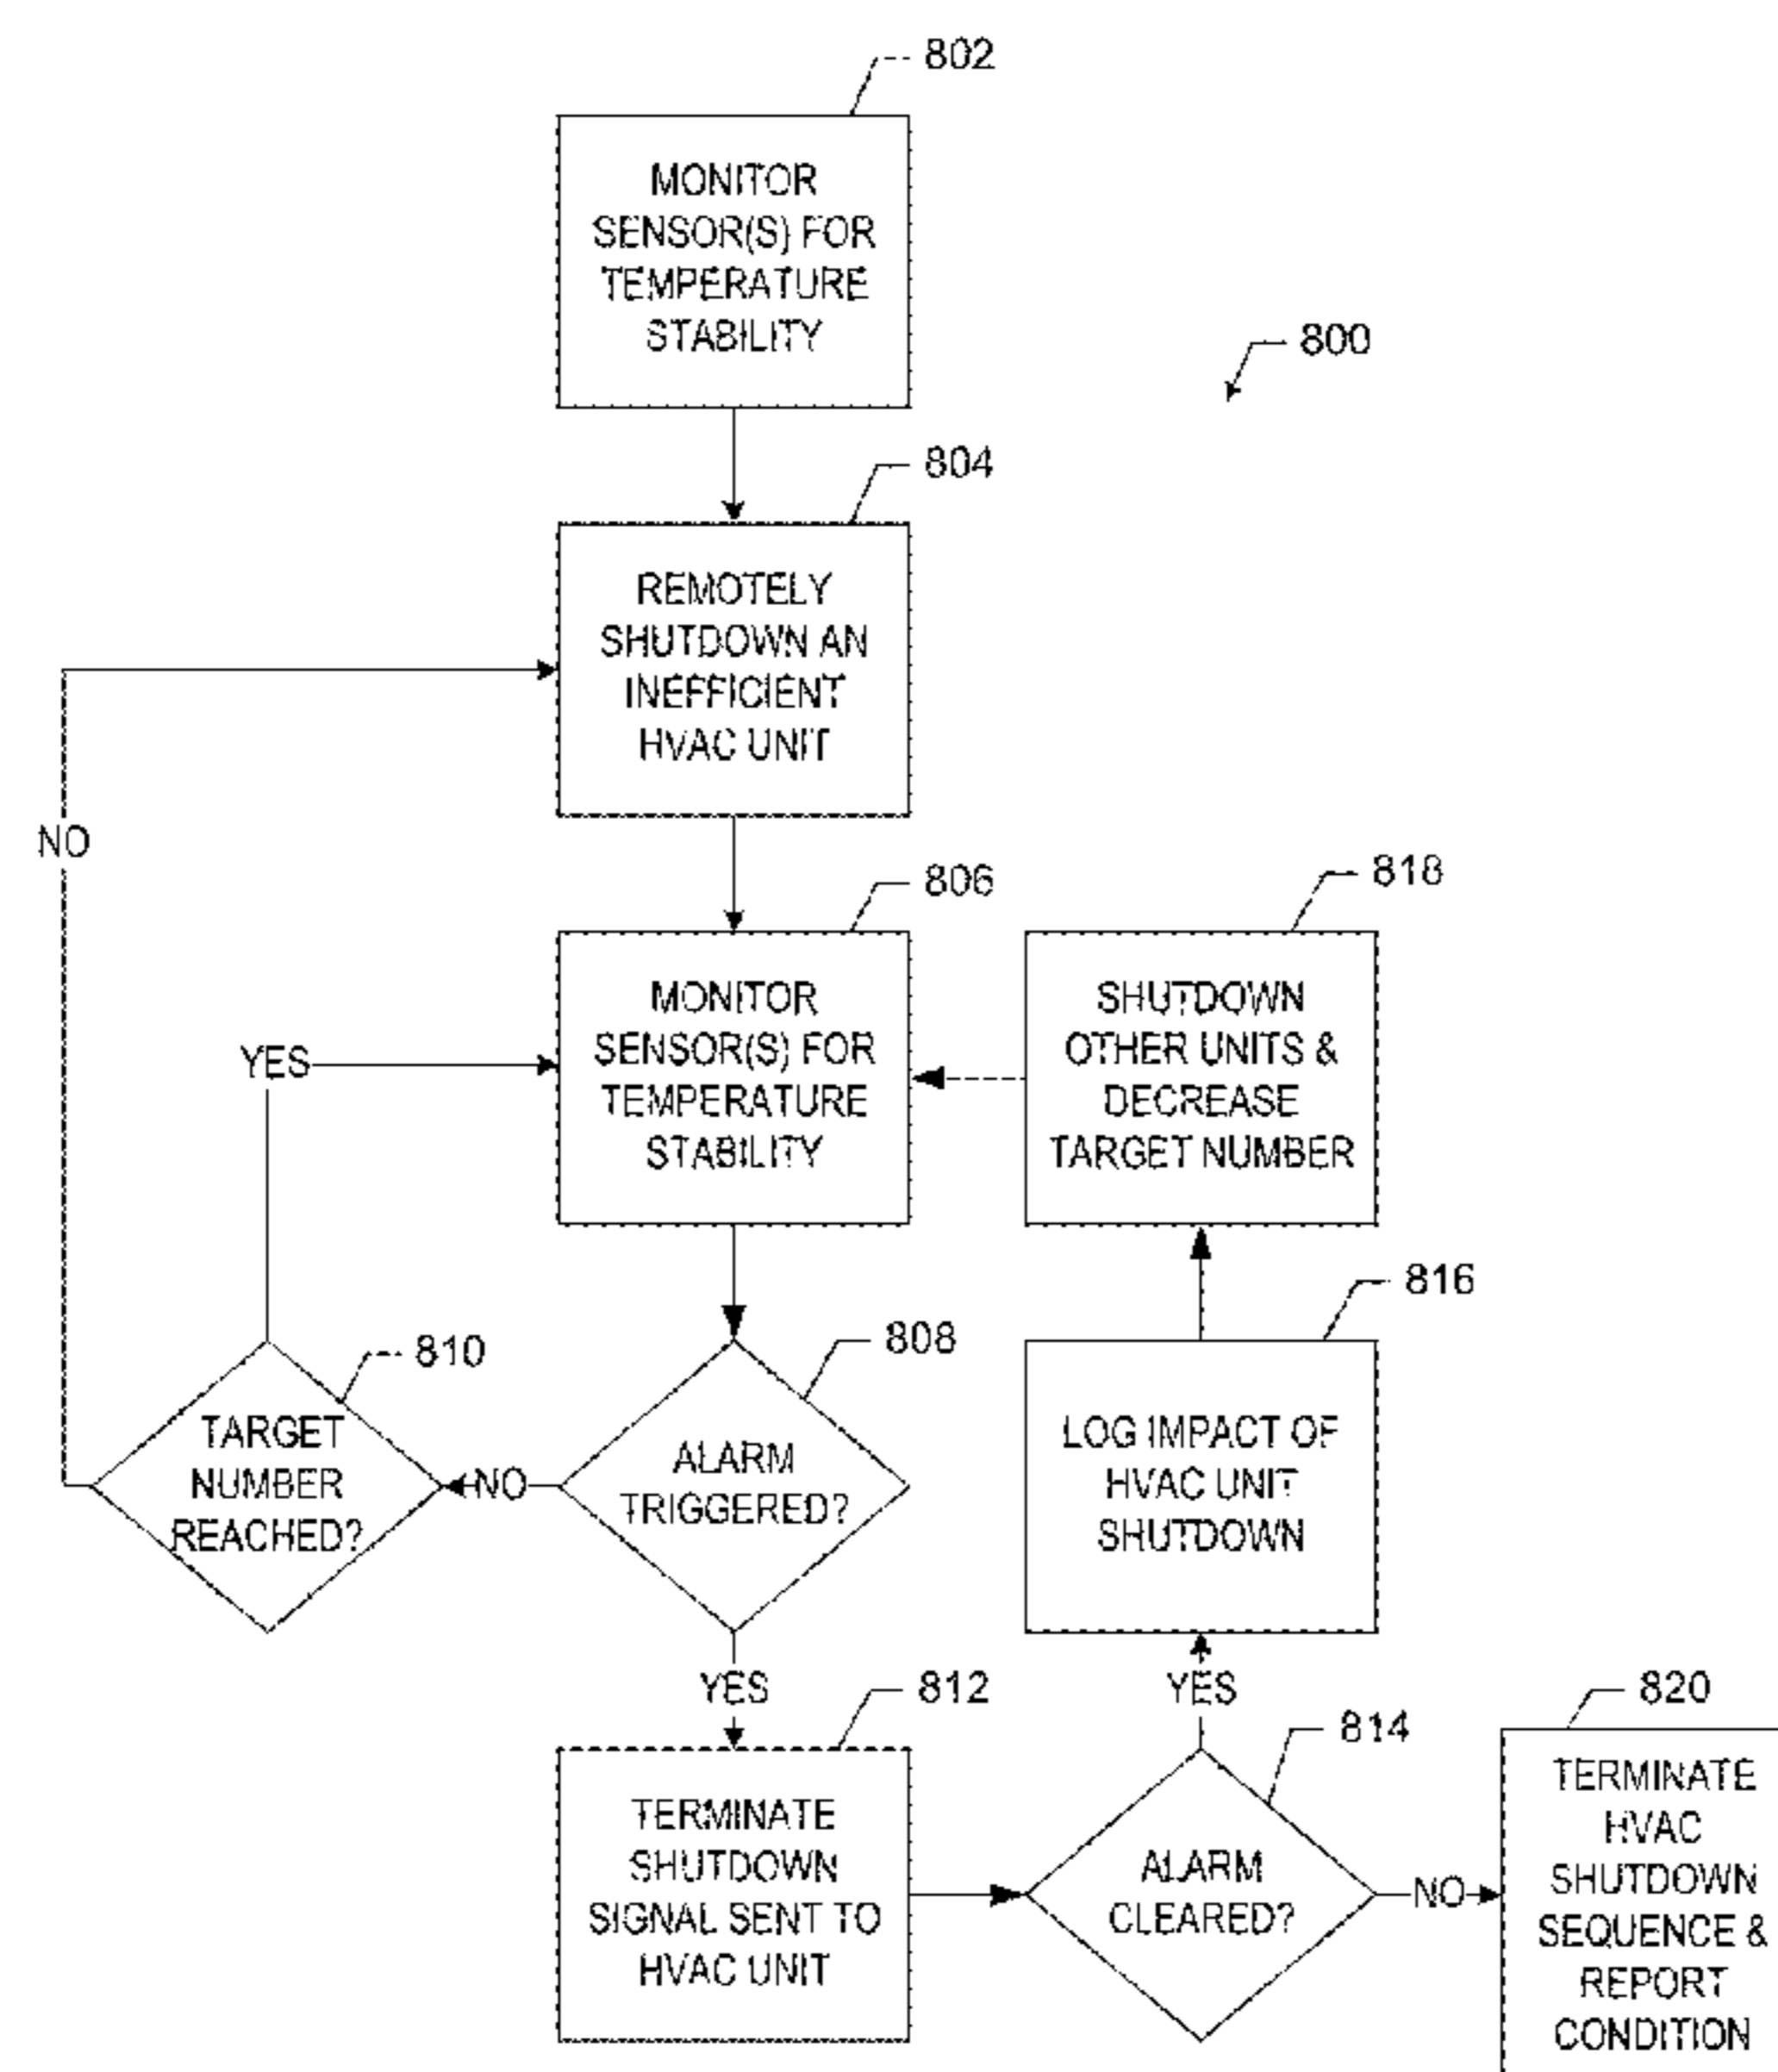 802
MONITOR
SENSOR(S) FOR
TEMPERATURE
STABILITY
800
804
REMOTELY
SHUTDOWN AN
INEFFICIENT
HVAC UNIT
NO
806
MONITOR
SENSOR(S) FOR
TEMPERATURE
STABILITY
818
SHUTDOWN
OTHER UNITS &
DECREASE
TARGET NUMBER
YES
810
TARGET
NUMBER
REACHED?
NO
808
ALARM
TRIGGERED?
816
LOG IMPACT OF
HVAC UNIT
SHUTDOWN
YES
812
TERMINATE
SHUTDOWN
SIGNAL SENT TO
HVAC UNIT
YES
814
ALARM
CLEARED?
NO
820
TERMINATE
HVAC
SHUTDOWN
SEQUENCE &
REPORT
CONDITION